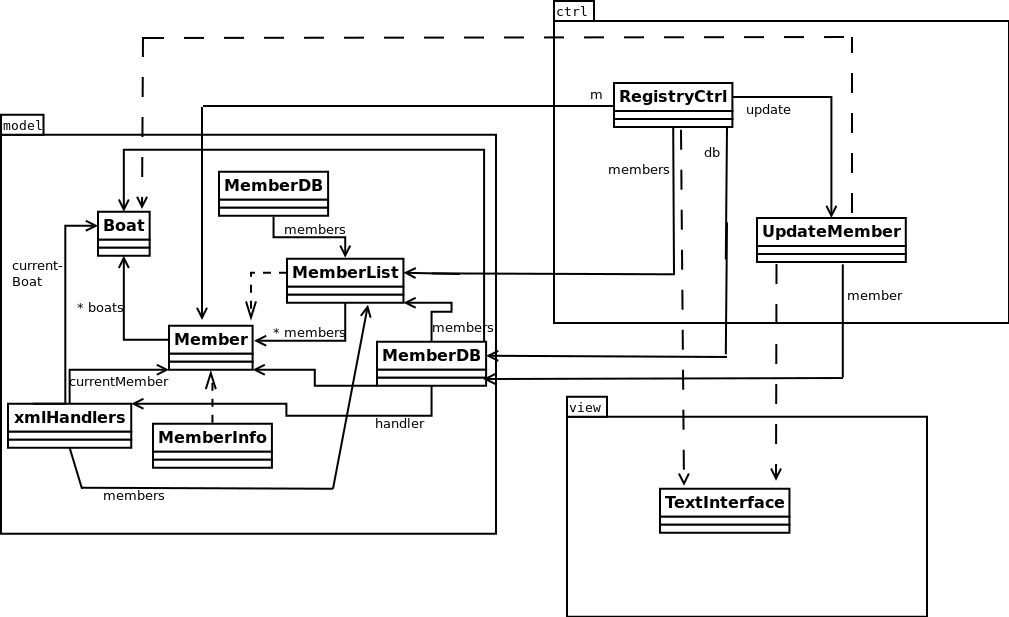 ctrl
m
RegistryCtrl
update
model
db
members
MemberDB
Boat
members
UpdateMember
current-
Boat
MemberList
member
* boats
* members
members
Member
MemberDB
currentMember
view
xmlHandlers
handler
MemberInfo
members
TextInterface